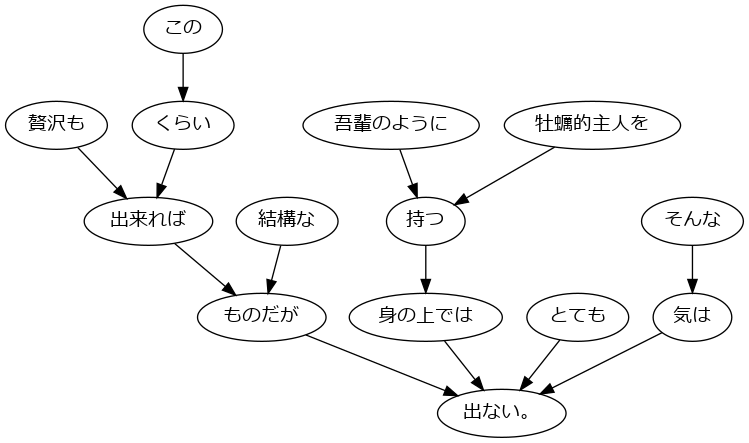 この
贅沢も
くらい
吾輩のように
牡蠣的主人を
出来れば
結構な
持つ
そんな
ものだが
身の上では
とても
気は
出ない。